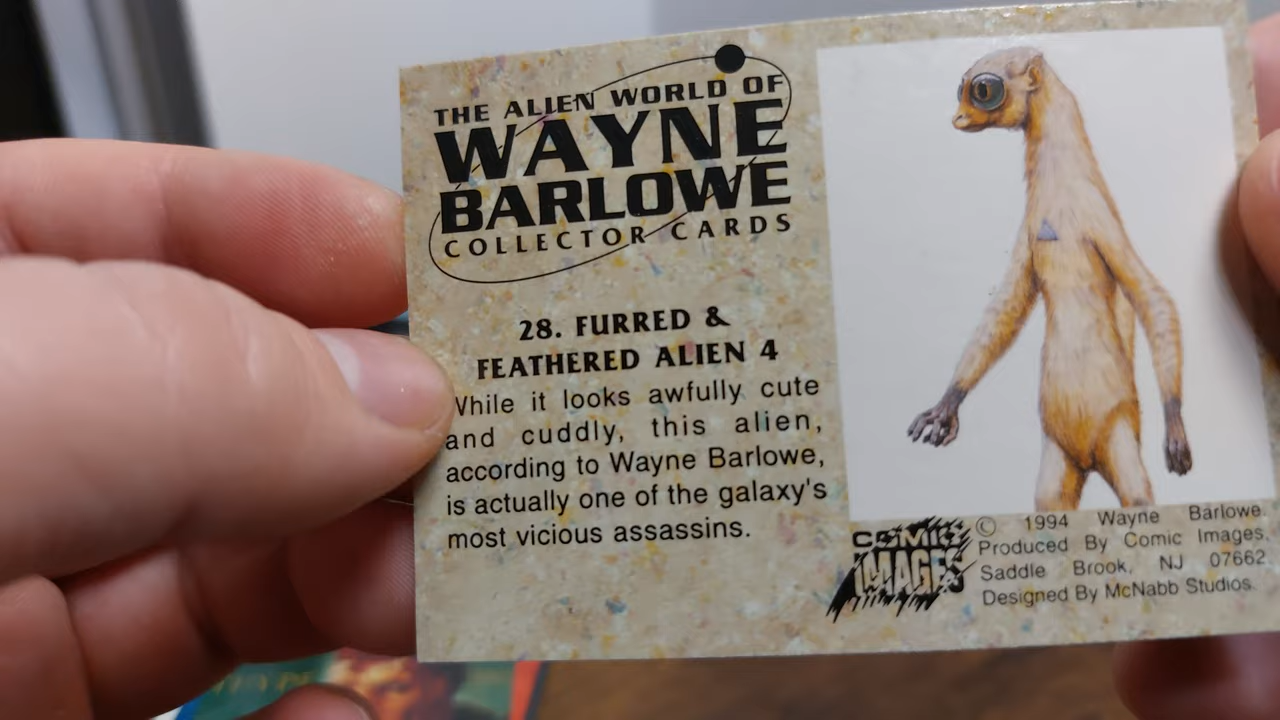 THE ALIEN WORLD OF
WAYNE
BARLOWE
COLLECTOR CARDS
28. FURRED &
FEATHERED ALIEN 4
While it looks awfully cute
and cuddly, this alien,
according to Wayne Barlowe,
is actually one of the galaxy's
most vicious assassins.
COMIC
IMAGES
© 1994 Wayne Barlowe.
Produced By Comic Images,
Saddle Brook, NJ 07662
Designed By McNabb Studios.